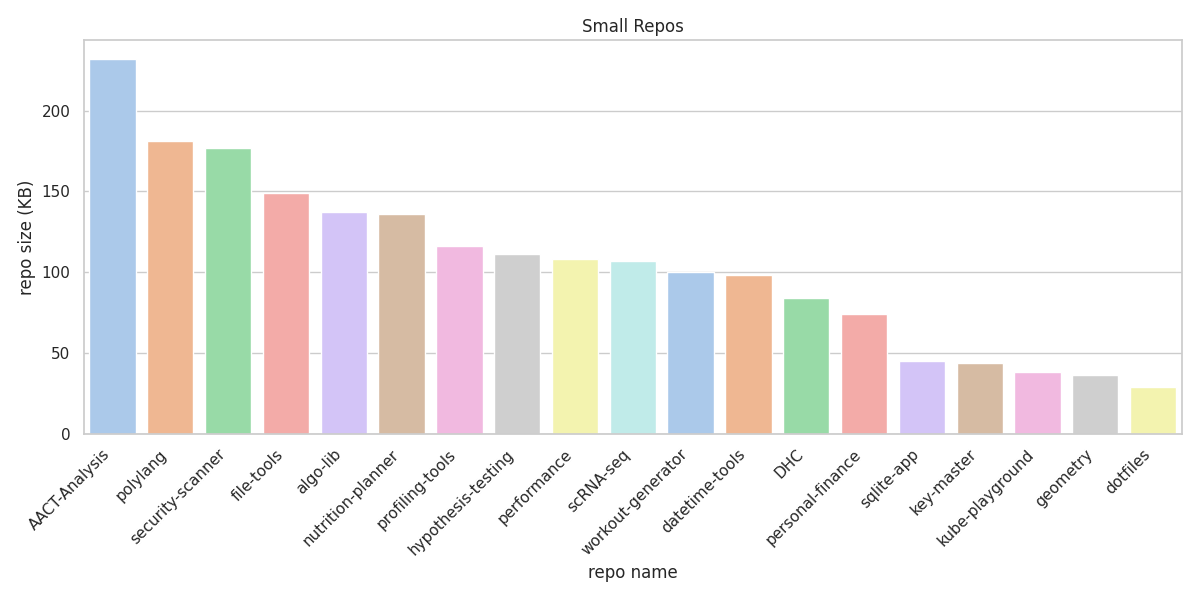 Small Repos
repo size (KB)
200
150
100
50
0
AACT-Analysis
polylang
security-scanner
file-tools
algo-lib
nutrition-planner
profiling-tools
hypothesis-testing
performance
scRNA-seq
workout-generator
datetime-tools
DHC
personal-finance
sqlite-app
key-master
kube-playground
geometry
dotfiles
repo name